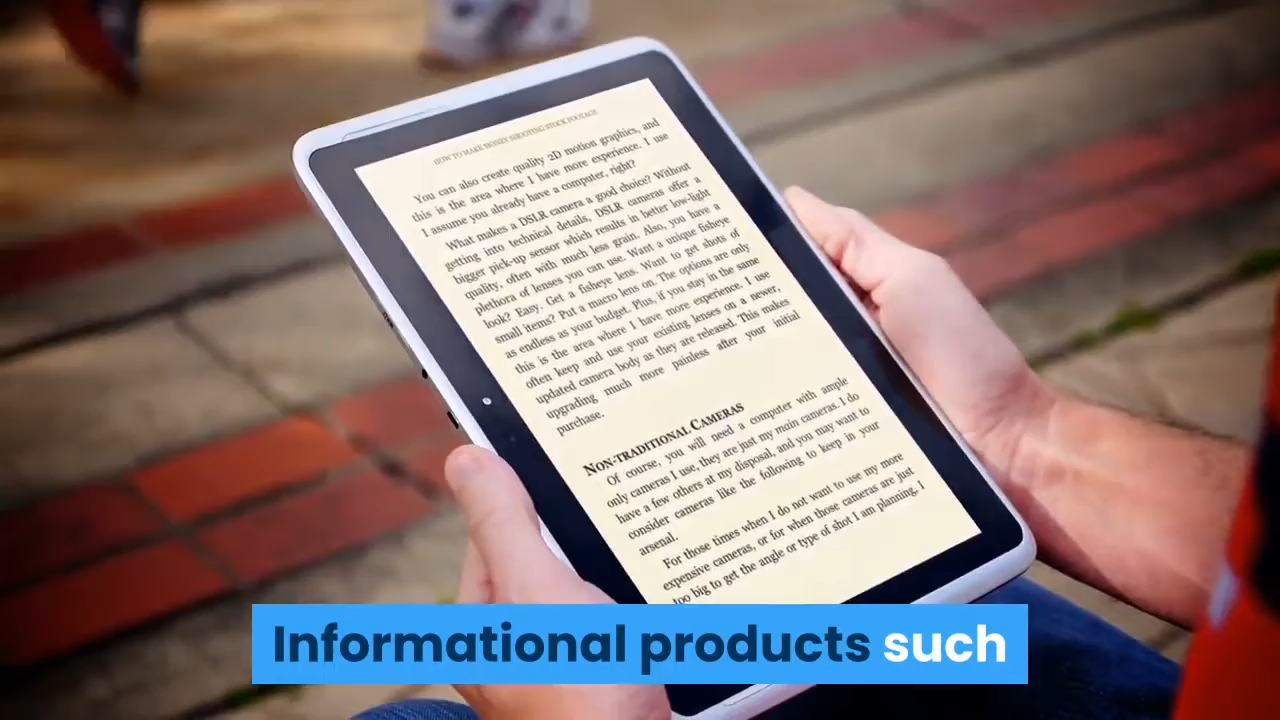 HOW TO MAKE MONEY SHOOTING STOCK FOOTAGE
You can also create quality 2D motion graphics, and
this is the area where I have more experience. I use
I assume you already have a computer, right?
What makes a DSLR camera a good choice? Without
getting into technical details, DSLR cameras offer a
bigger pick-up sensor which results in better low-light
quality, often with much less grain. Also, you have a
plethora of lenses you can use. Want a unique fisheye
look? Easy. Get a fisheye lens. Want to get shots of
small items? Put a macro lens on. The options are only
as endless as your budget. Plus, if you stay in the same
this is the area where I have more experience. I use
often keep and use your existing lenses on a newer,
updated camera body as they are released. This makes
upgrading much more painless after your initial
purchase.
NON-TRADITIONAL CAMERAS
Of course, you will need a computer with ample
only cameras I use, they are just my main cameras. I do
have a few others at my disposal, and you may want to
consider cameras like the following to keep in your
arsenal.
For those times when I do not want to use my more
expensive cameras, or for when those cameras are just
too big to get the angle or type of shot I am planning, I
Informational products such